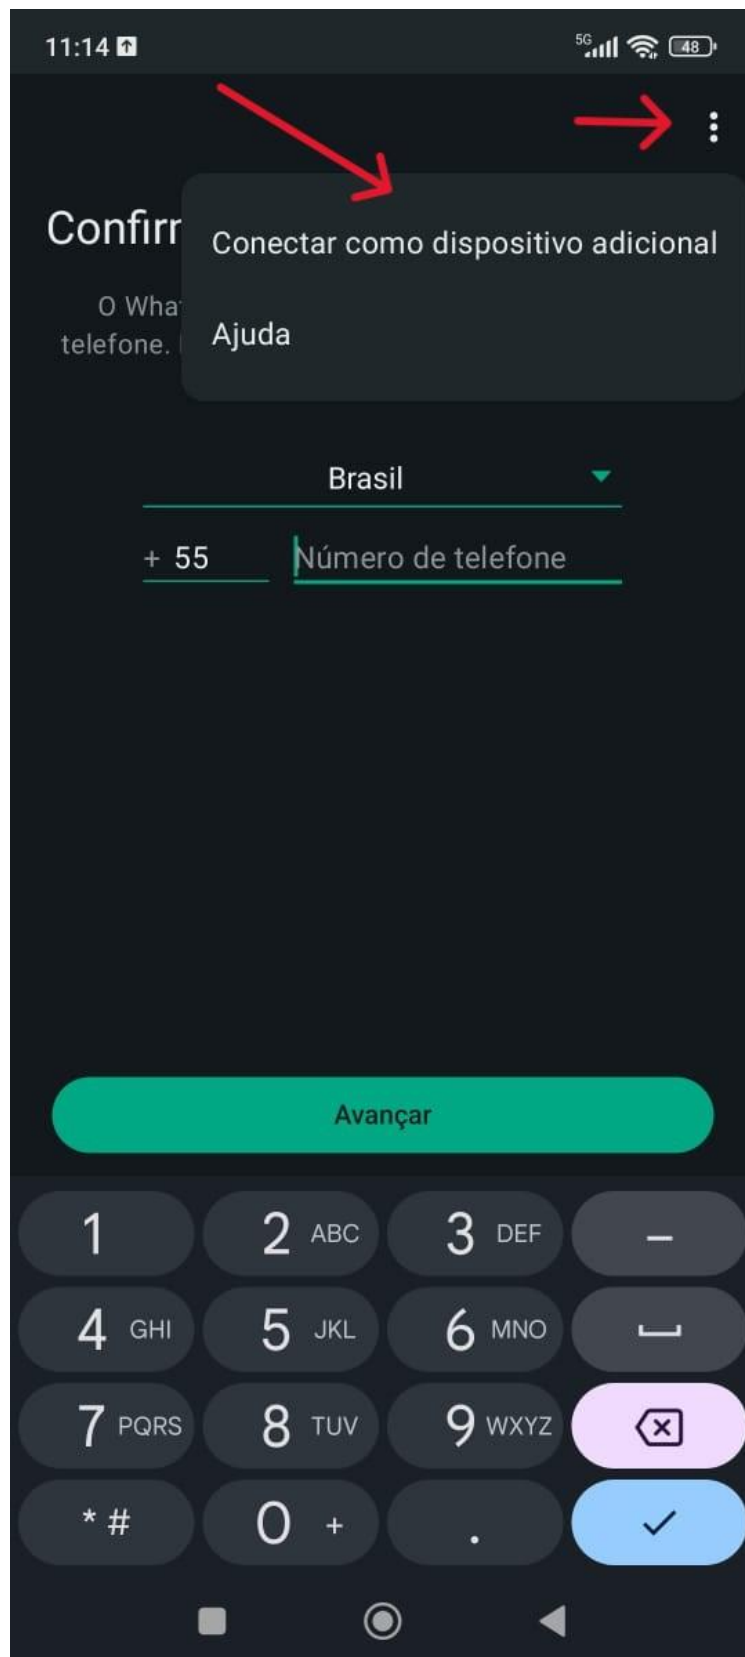 11:14
5G
48
Confirr
Conectar como dispositivo adicional
O What
telefone.
Ajuda
Brasil
+ 55
Número de telefone
Avançar
1
2 ABC
3 DEF
–
4 GHI
5 JKL
6 MNO
7 PQRS
8 TUV
9 WXYZ
* #
0 +
.